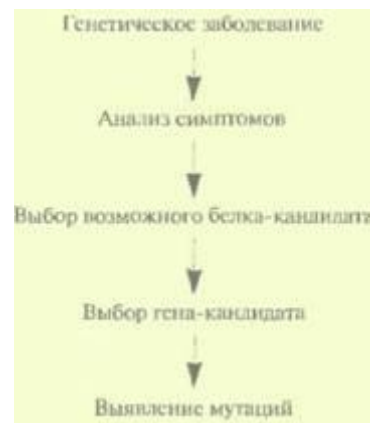 Генетическое заболевание
Анализ симптомов
Выбор возможного белка-кандидата
Выбор гена-кандидата
Выявление мутаций